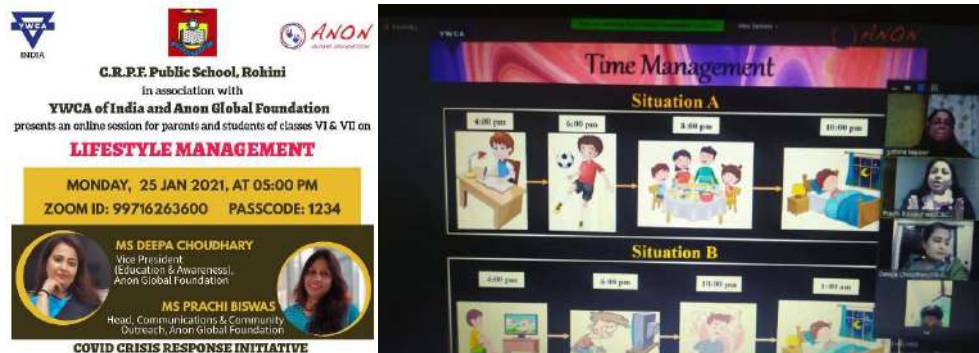 YWCA
INDIA
ANON
C.R.P.F. Public School, Rohini
in association with
YWCA of India and Anon Global Foundation
presents an online session for parents and students of classes VI & VII on
LIFESTYLE MANAGEMENT
MONDAY, 25 JAN 2021, AT 05:00 PM
ZOOM ID: 99716263600 PASSCODE: 1234
MS DEEPA CHOUDHARY
Vice President
(Education & Awareness),
Anon Global Foundation
MS PRACHI BISWAS
Head, Communications & Community
Outreach, Anon Global Foundation
COVID CRISIS RESPONSE INITIATIVE
YWCA
ANON
Time Management
Situation A
4:00 pm 6:00 pm 8:00 pm 10:00 pm
Situation B
4:00 pm 6:00 pm 10:00 pm 1:00 am